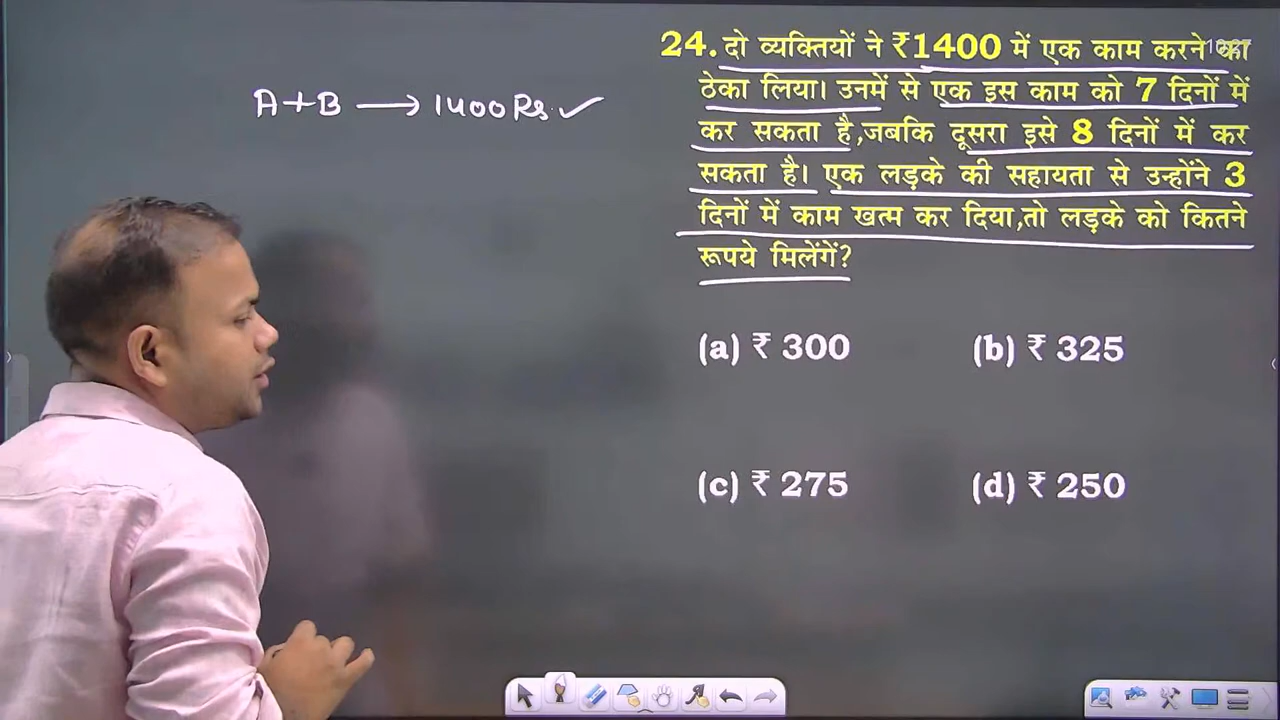 24. दो व्यक्तियों ने ₹1400 में एक काम करने का
ठेका लिया। उनमें से एक इस काम को 7 दिनों में
कर सकता है,जबकि दूसरा इसे 8 दिनों में कर
सकता है। एक लड़के की सहायता से उन्होंने 3
दिनों में काम खत्म कर दिया,तो लड़के को कितने
रूपये मिलेंगें?
A+B → 1400 Rs. ✓
(a) ₹ 300 (b) ₹ 325
(c) ₹ 275 (d) ₹ 250